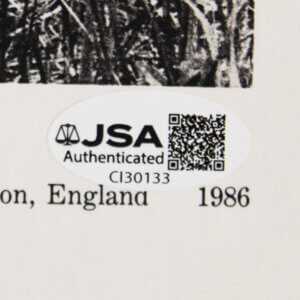 JSA
Authenticated
CI30133
on, England 1986